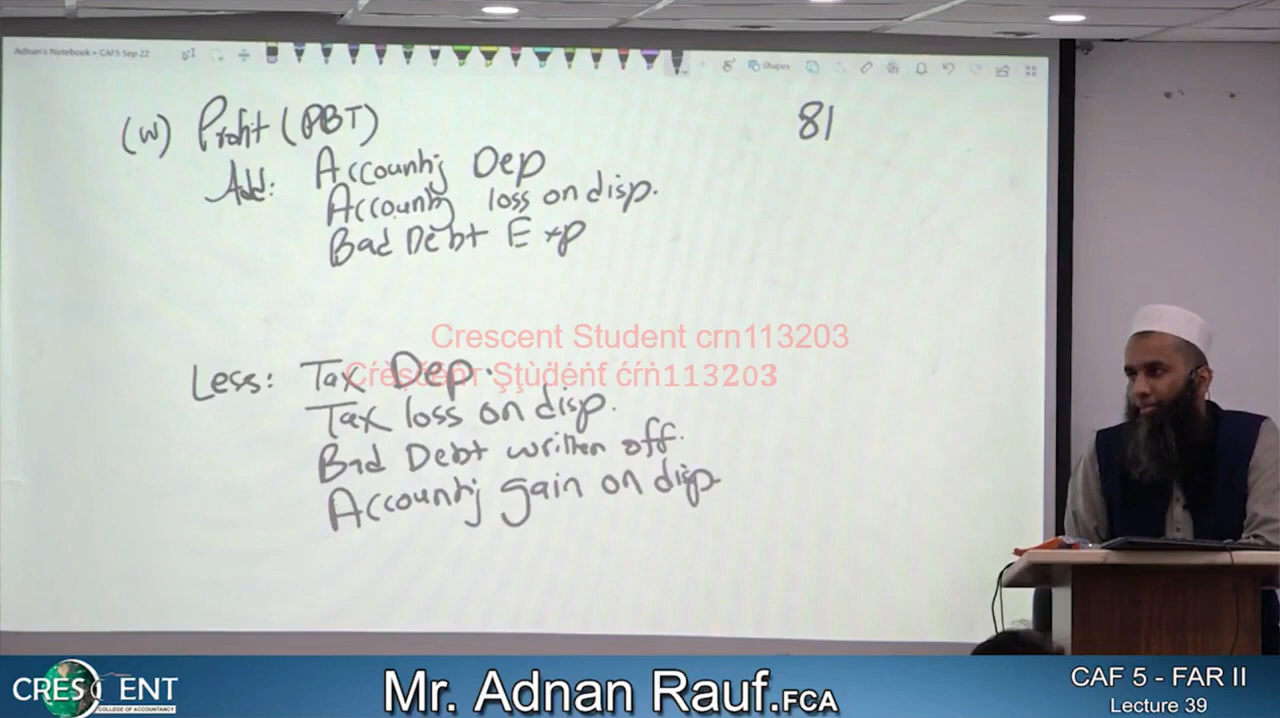 Adnan's Notebook » CAF5 Sep 22
Shapes
(W) Profit (PBT) 81
Add: Accounting Dep
Accounting loss on disp.
Bad Debt Exp
Crescent Student crn113203
Crescent Student crn113203
Less: Tax Dep.
Tax loss on disp.
Bad Debt written off.
Accounting gain on disp.
CRESCENT
COLLEGE OF ACCOUNTANCY
Mr. Adnan Rauf.FCA
CAF 5 - FAR II
Lecture 39